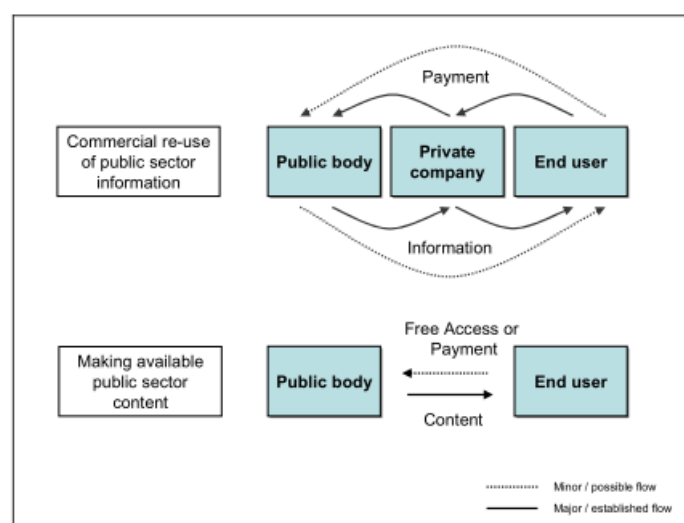 Payment
Commercial re-use
of public sector
information
Public body
Private
company
End user
Information
Making available
public sector
content
Free Access or
Payment
Public body
End user
Content
Minor / possible flow
Major / established flow